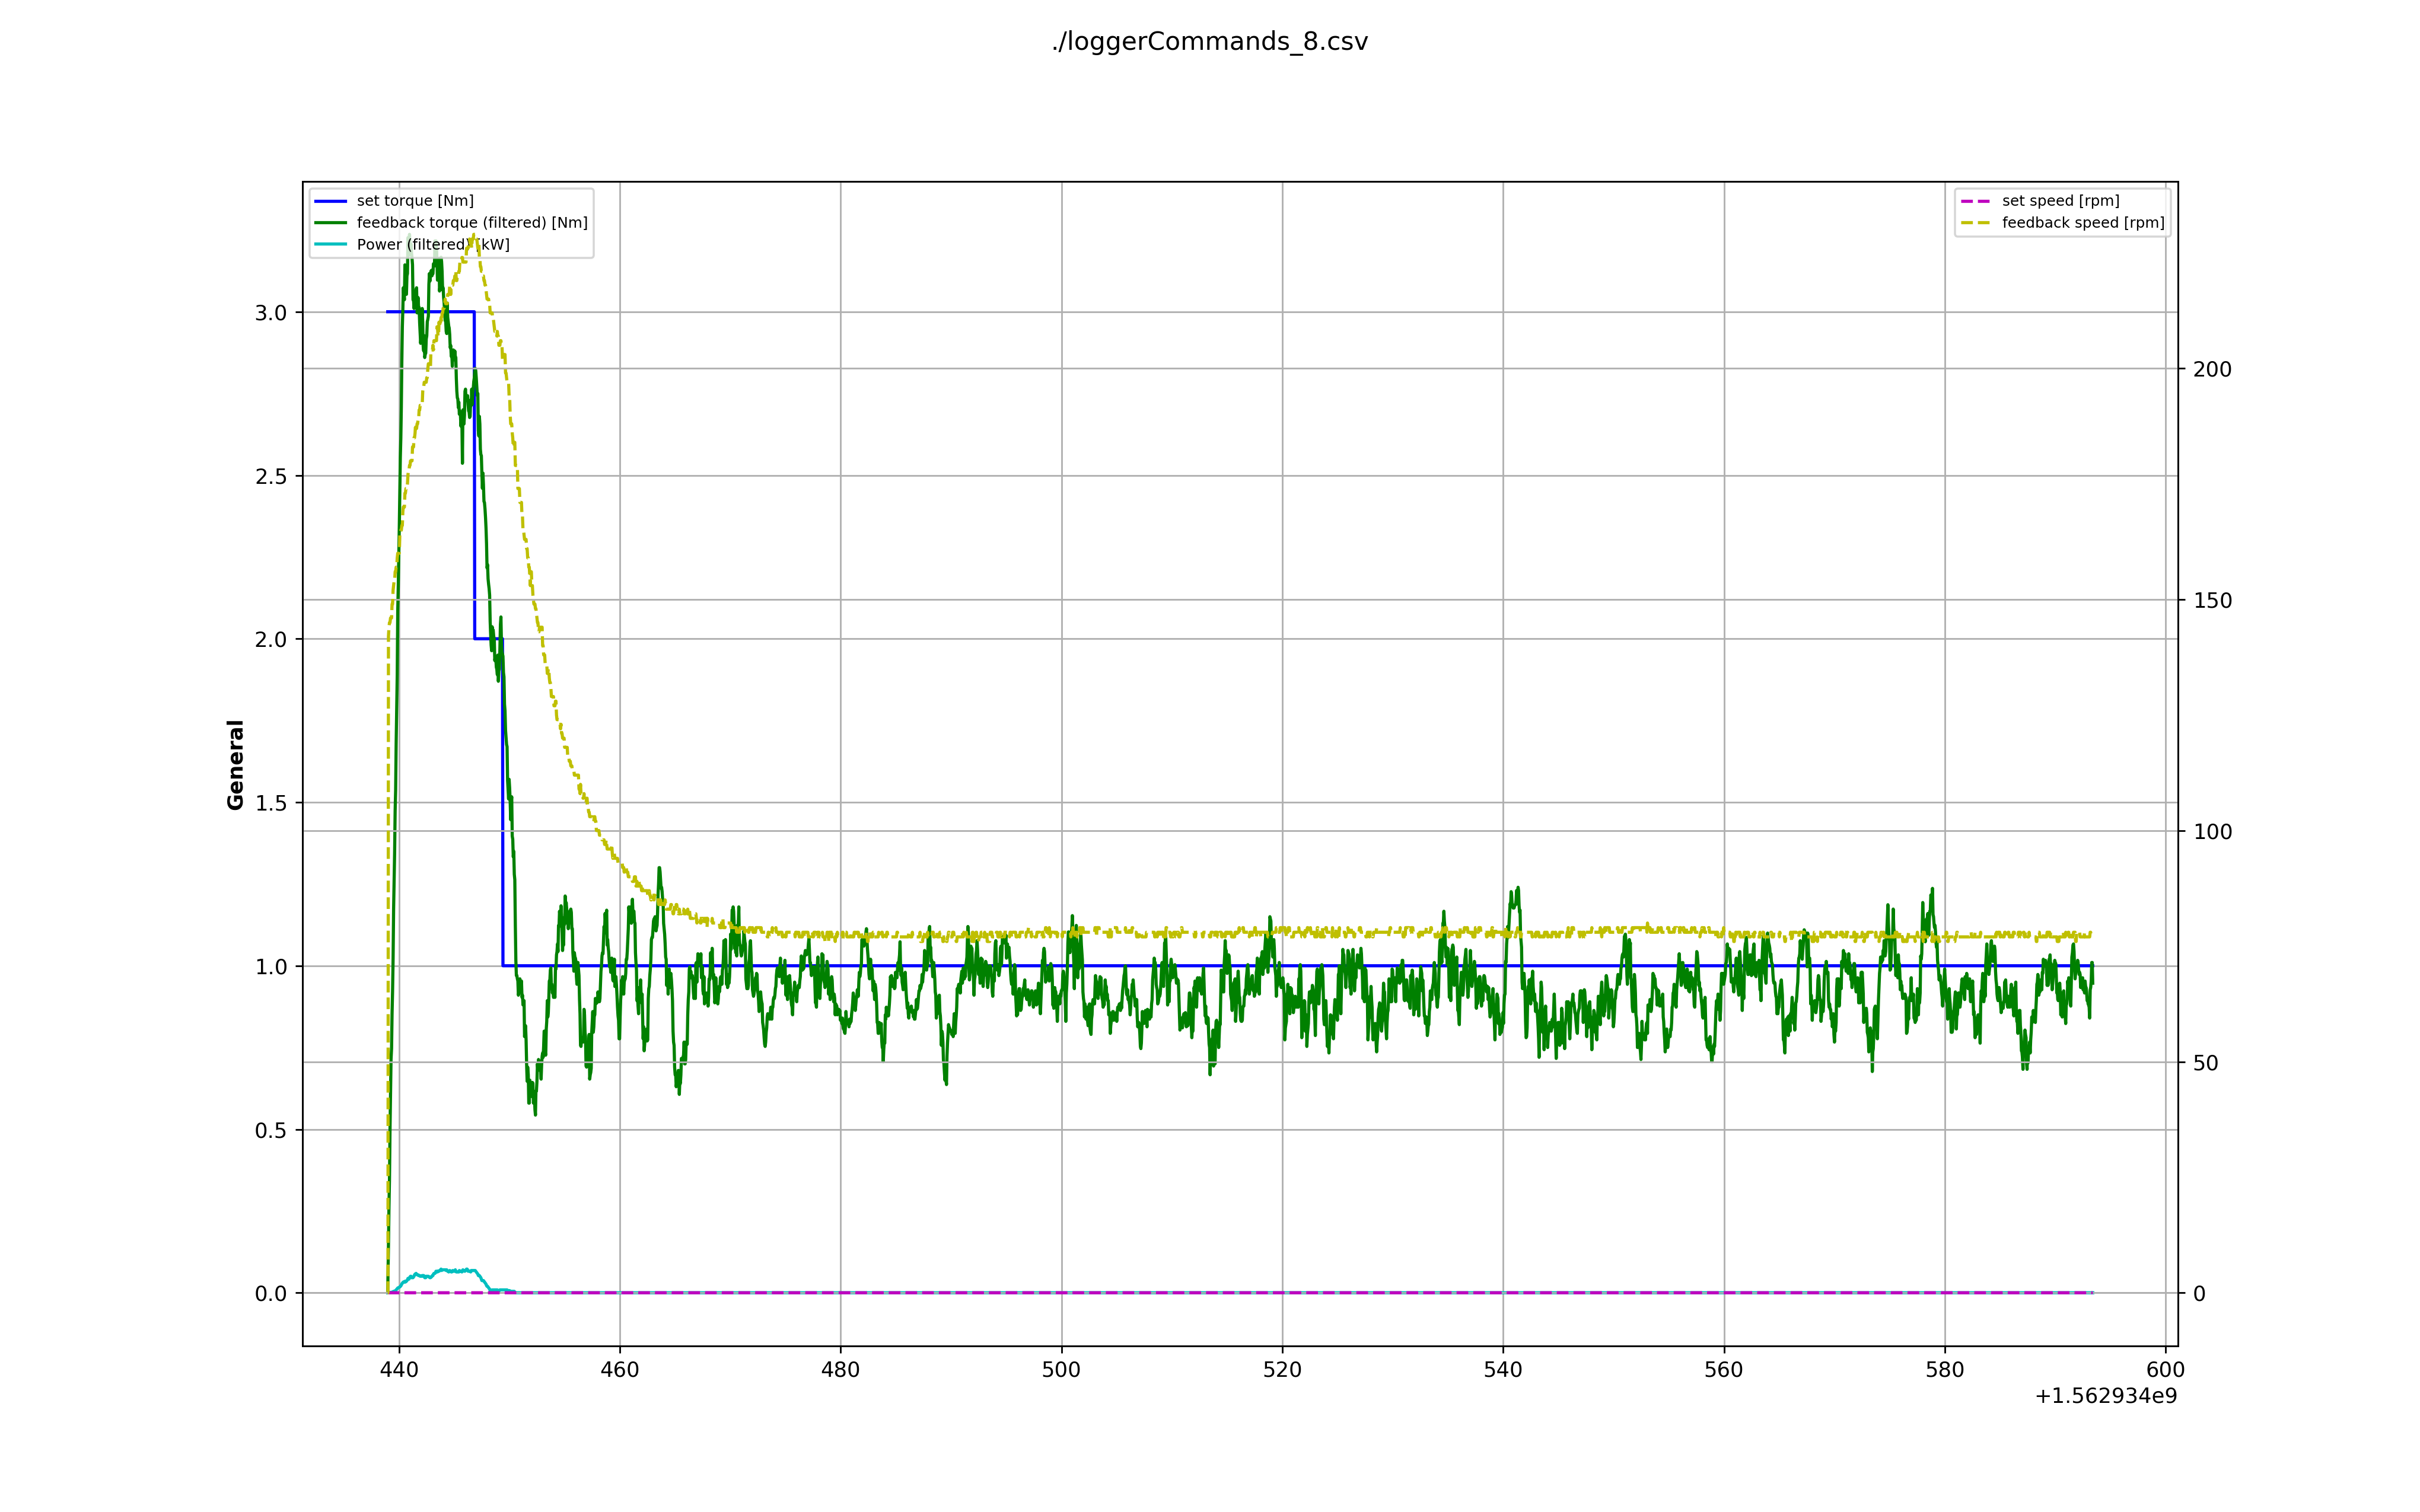 ./loggerCommands_8.csv
set torque [Nm]
feedback torque (filtered) [Nm]
Power (filtered) [kW]
set speed [rpm]
feedback speed [rpm]
General
3.0
2.5
2.0
1.5
1.0
0.5
0.0
200
150
100
50
0
440 460 480 500 520 540 560 580 600
+1.562934e9